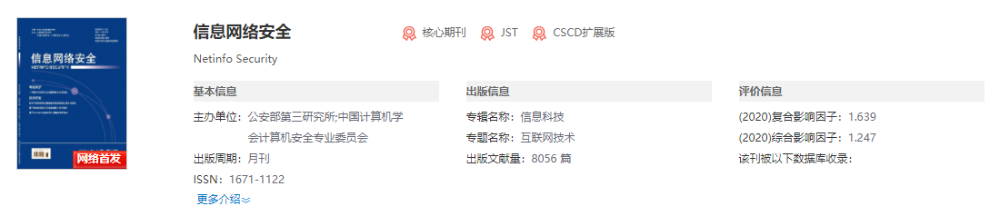 信息网络安全
核心期刊 JST CSCD扩展版
Netinfo Security
基本信息
主办单位：公安部第三研究所;中国计算机学
会计算机安全专业委员会
出版周期：月刊
ISSN：1671-1122
更多介绍
出版信息
专辑名称：信息科技
专题名称：互联网技术
出版文献量：8056 篇
评价信息
(2020)复合影响因子：1.639
(2020)综合影响因子：1.247
该刊被以下数据库收录：
信息网络安全
NETINFO SECURITY
网络首发